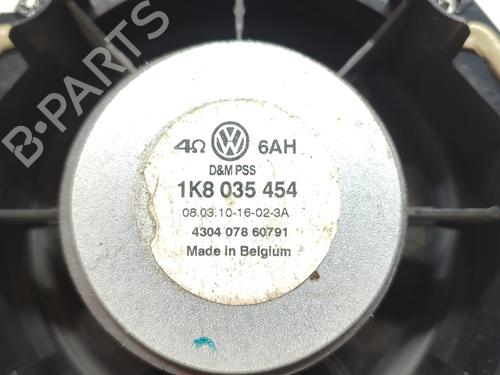 B-PARTS
4Ω 6AH
D&M PSS
1K8 035 454
08.03.10-16-02-3A
4304 078 60791
Made in Belgium